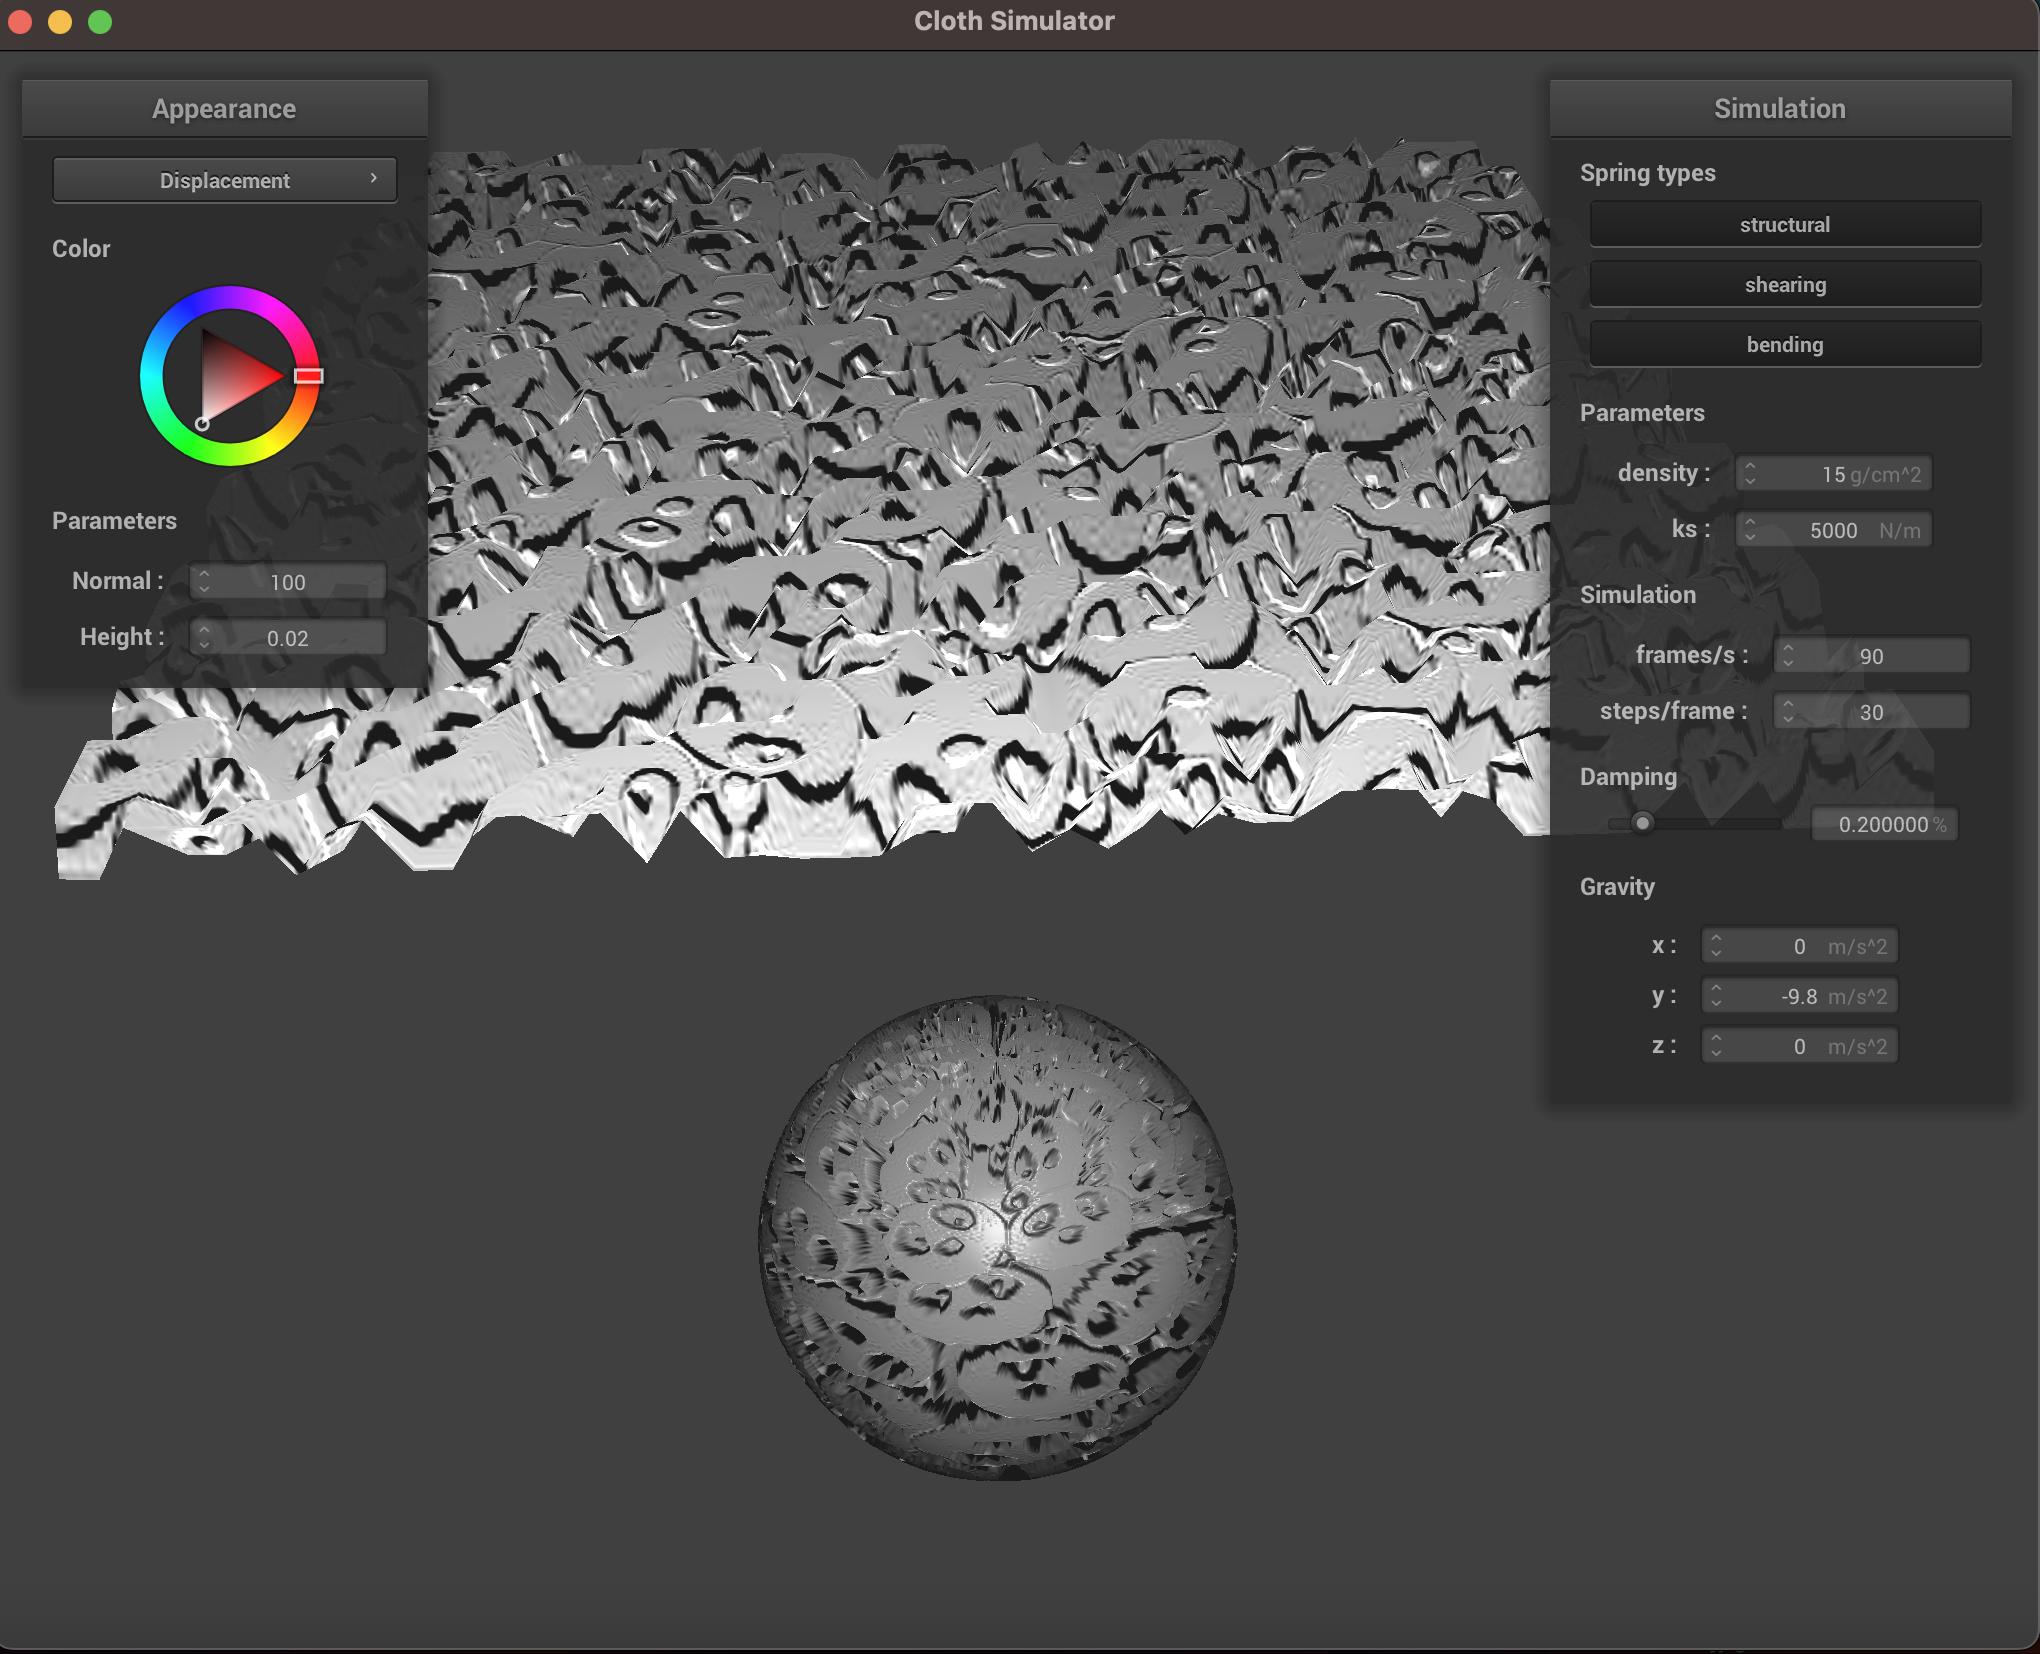 Cloth Simulator
Appearance
Displacement
Color
Parameters
Normal : 100
Height : 0.02
Simulation
Spring types
structural
shearing
bending
Parameters
density : 15 g/cm^2
ks : 5000 N/m
Simulation
frames/s : 90
steps/frame : 30
Damping
0.200000 %
Gravity
x : 0 m/s^2
y : -9.8 m/s^2
z : 0 m/s^2